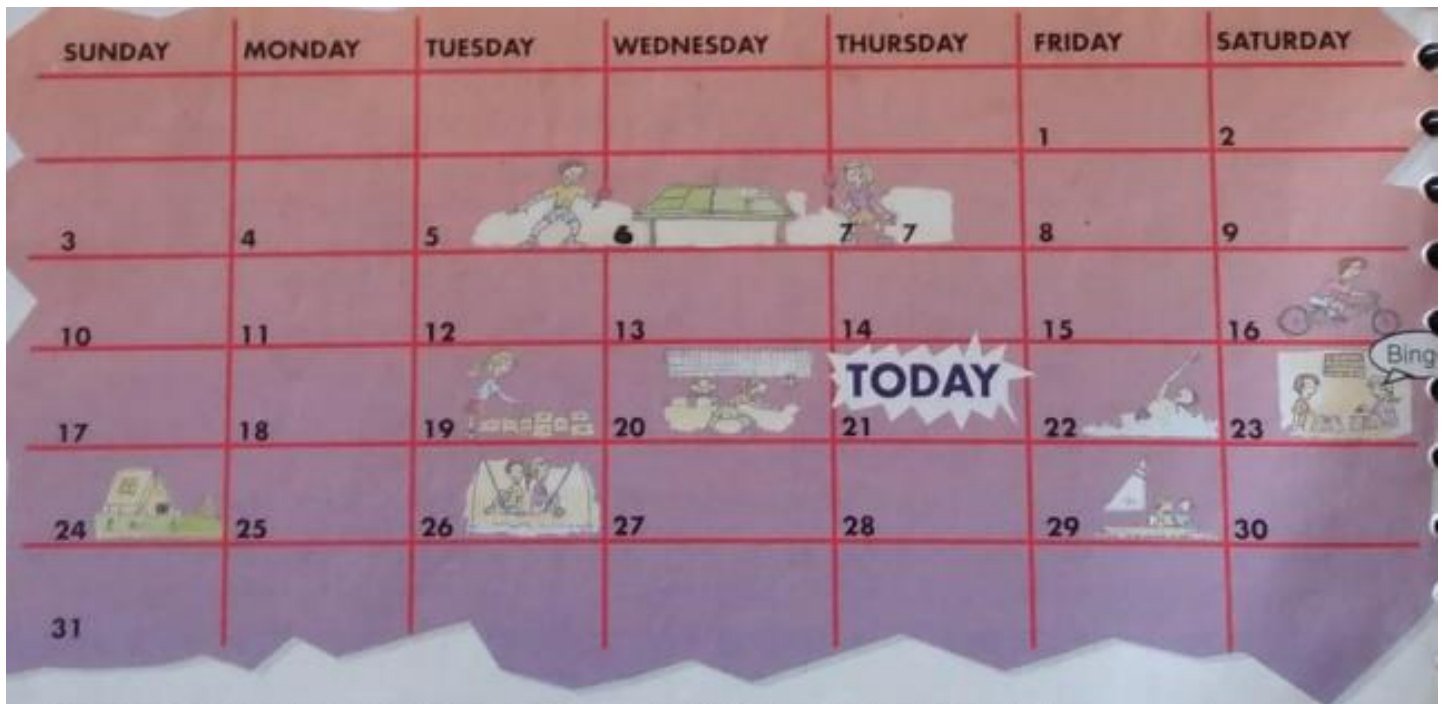 SUNDAY MONDAY TUESDAY WEDNESDAY THURSDAY FRIDAY SATURDAY
1 2
3 4 5 6 7 7 8 9
10 11 12 13 14 15 16
TODAY
Bing
17 18 19 20 21 22 23
24 25 26 27 28 29 30
31